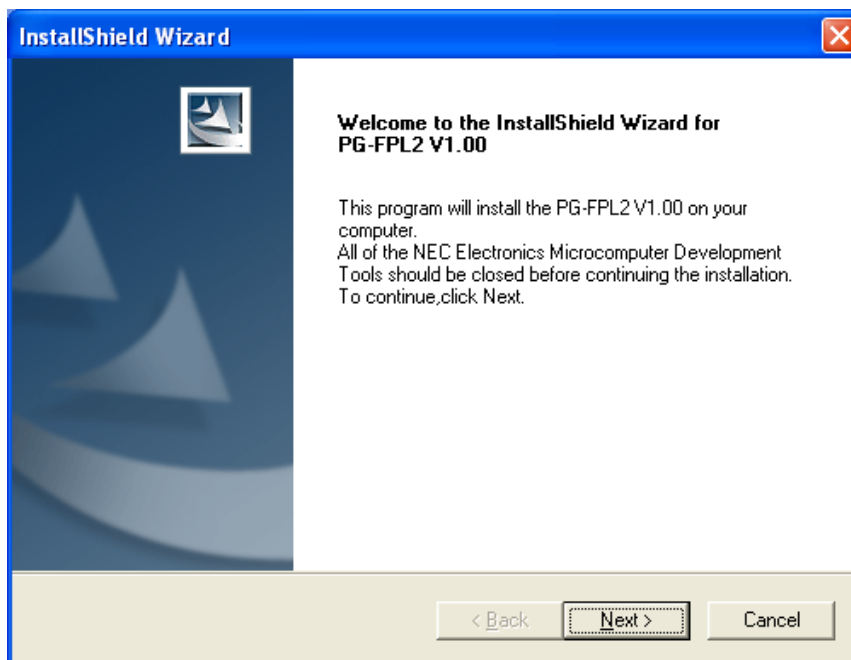 InstallShield Wizard
Welcome to the InstallShield Wizard for
PG-FPL2 V1.00
This program will install the PG-FPL2 V1.00 on your
computer.
All of the NEC Electronics Microcomputer Development
Tools should be closed before continuing the installation.
To continue,click Next.
< Back
Next >
Cancel